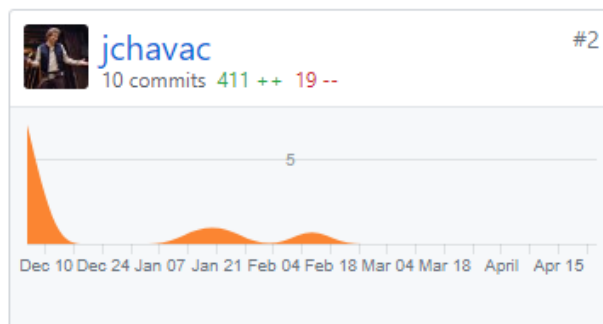 jchavac
#2
10 commits 411 ++ 19 --
5
Dec 10 Dec 24 Jan 07 Jan 21 Feb 04 Feb 18 Mar 04 Mar 18 April Apr 15